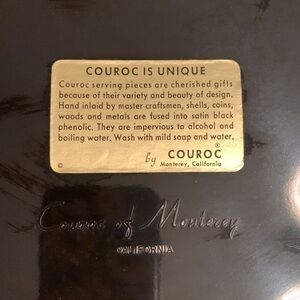 COUROC IS UNIQUE
Couroc serving pieces are cherished gifts
because of their variety and beauty of design.
Hand inlaid by master craftsmen, shells, coins,
woods and metals are fused into satin black
phenolic. They are impervious to alcohol and
boiling water. Wash with mild soap and water.
by COUROC®
© Monterey, California
Couroc of Monterey
CALIFORNIA